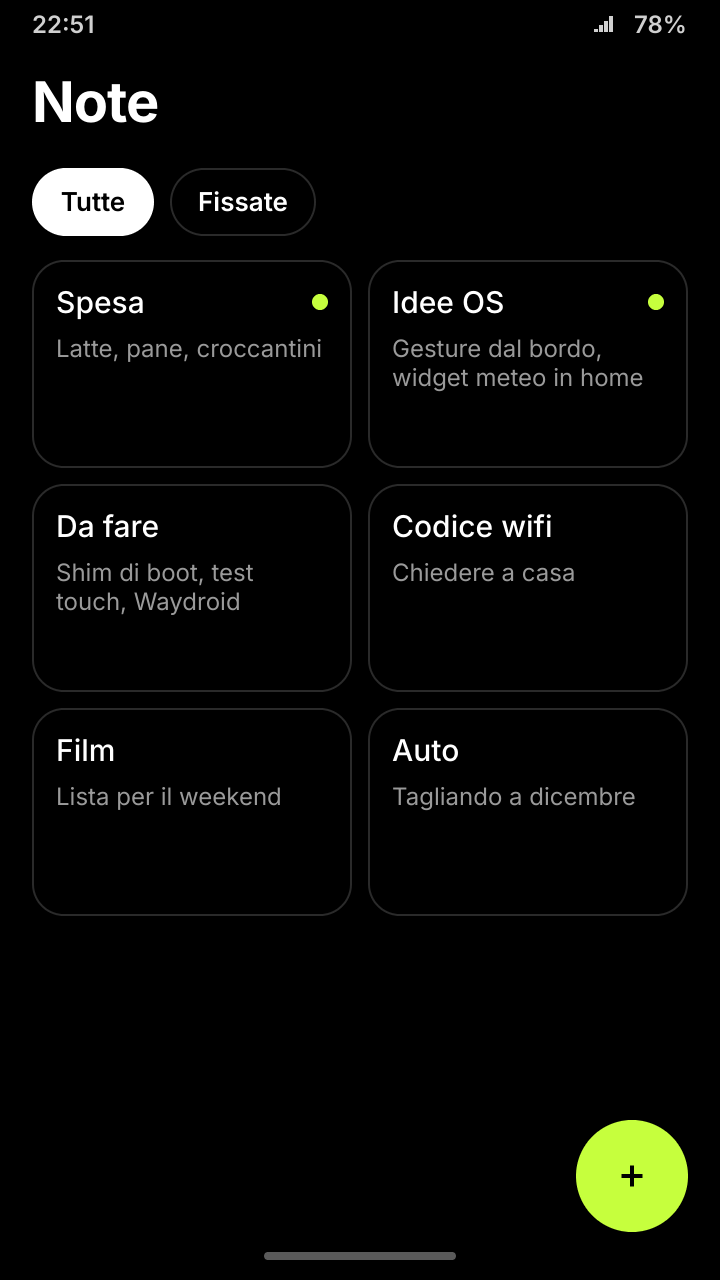 22:51 78%
Note
Tutte Fissate
Spesa
Latte, pane, croccantini
Idee OS
Gesture dal bordo,
widget meteo in home
Da fare
Shim di boot, test
touch, Waydroid
Codice wifi
Chiedere a casa
Film
Lista per il weekend
Auto
Tagliando a dicembre
+